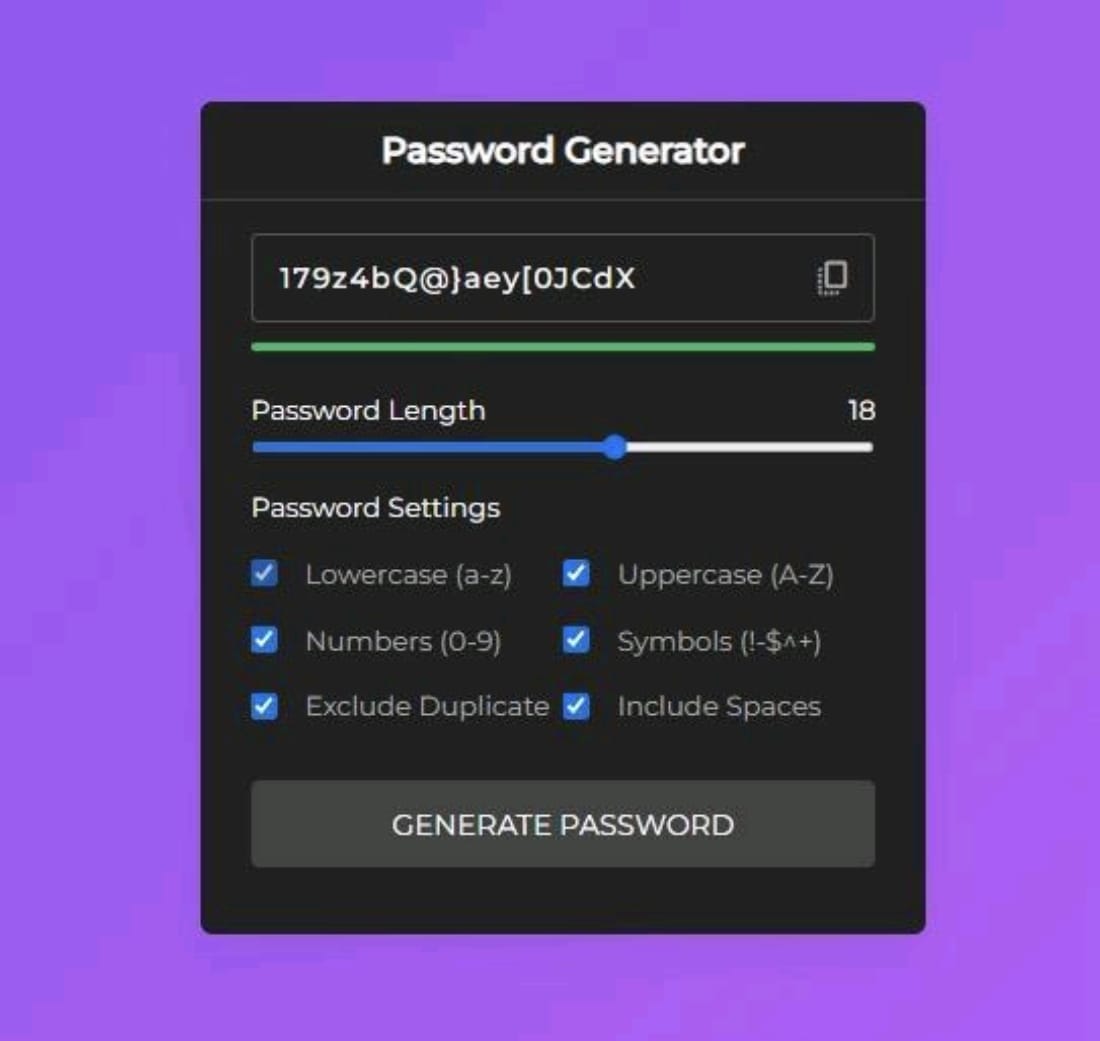 Password Generator
179z4bQ@}aey[0JCdX
Password Length 18
Password Settings
Lowercase (a-z) Uppercase (A-Z)
Numbers (0-9) Symbols (!-$^+)
Exclude Duplicate Include Spaces
GENERATE PASSWORD